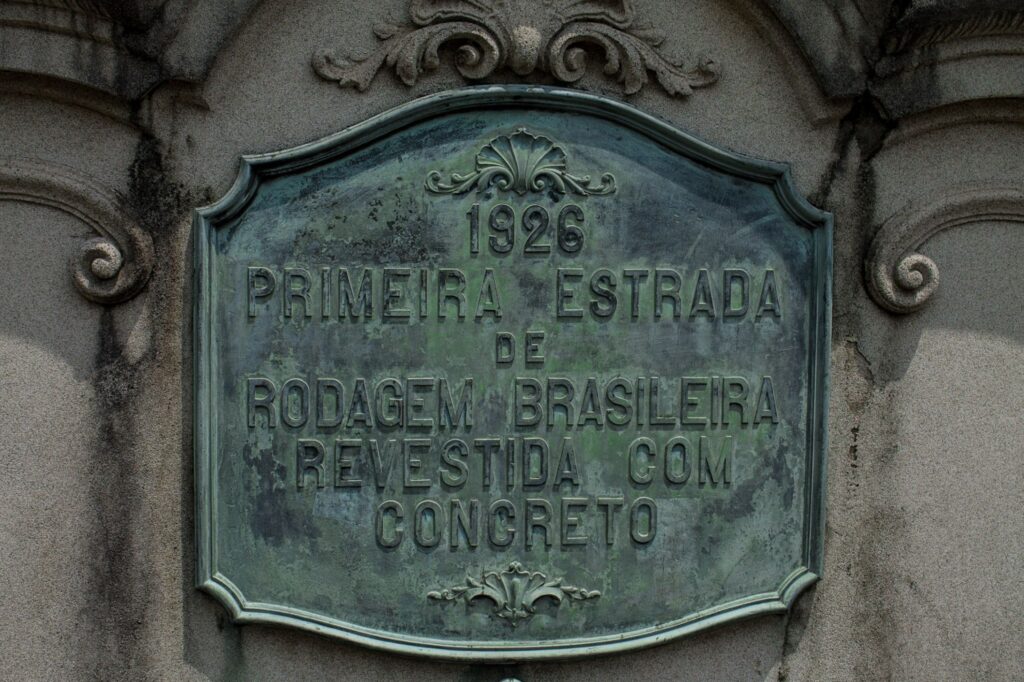 1926
PRIMEIRA ESTRADA
DE
RODAGEM BRASILEIRA
REVESTIDA COM
CONCRETO